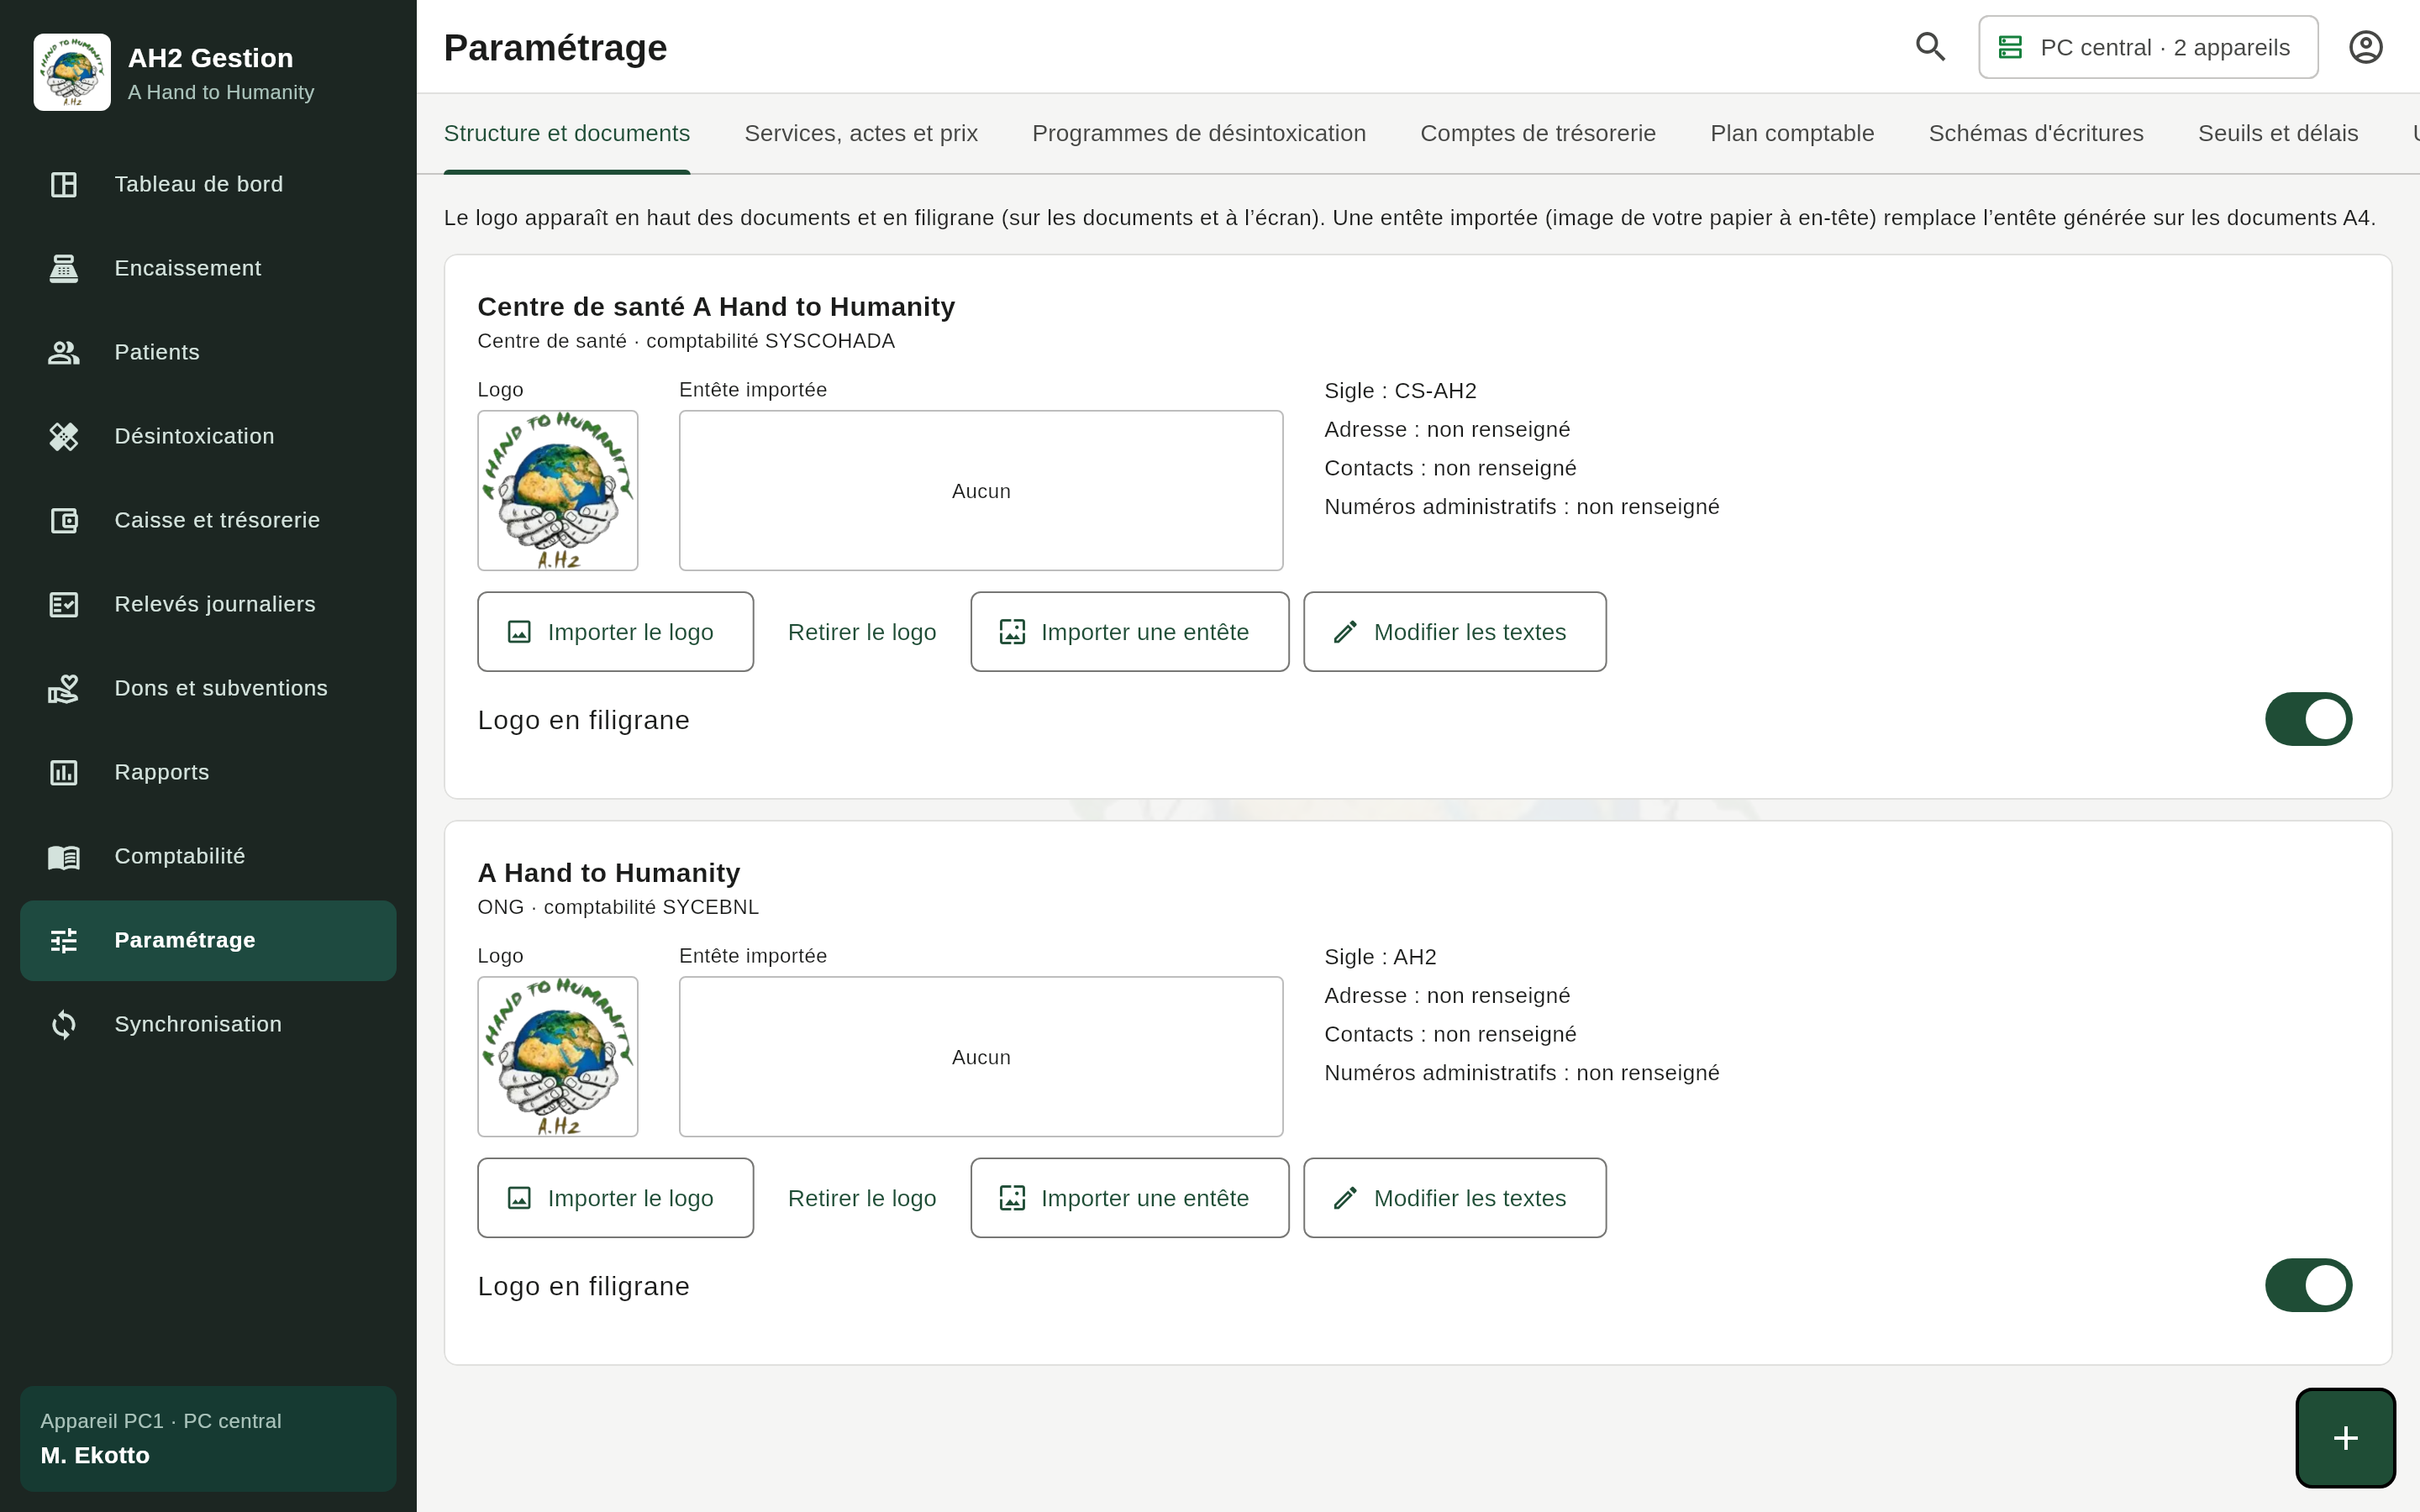 A HAND TO HUMANITY
A.H2
AH2 Gestion
A Hand to Humanity
Tableau de bord
Encaissement
Patients
Désintoxication
Caisse et trésorerie
Relevés journaliers
Dons et subventions
Rapports
Comptabilité
Paramétrage
Synchronisation
Appareil PC1 · PC central
M. Ekotto
Paramétrage
PC central · 2 appareils
Structure et documents
Services, actes et prix
Programmes de désintoxication
Comptes de trésorerie
Plan comptable
Schémas d'écritures
Seuils et délais
Le logo apparaît en haut des documents et en filigrane (sur les documents et à l’écran). Une entête importée (image de votre papier à en-tête) remplace l’entête générée sur les documents A4.
Centre de santé A Hand to Humanity
Centre de santé · comptabilité SYSCOHADA
Logo
A HAND TO HUMANITY
A.H2
Entête importée
Aucun
Sigle : CS-AH2
Adresse : non renseigné
Contacts : non renseigné
Numéros administratifs : non renseigné
Importer le logo
Retirer le logo
Importer une entête
Modifier les textes
Logo en filigrane
A Hand to Humanity
ONG · comptabilité SYCEBNL
Logo
A HAND TO HUMANITY
A.H2
Entête importée
Aucun
Sigle : AH2
Adresse : non renseigné
Contacts : non renseigné
Numéros administratifs : non renseigné
Importer le logo
Retirer le logo
Importer une entête
Modifier les textes
Logo en filigrane